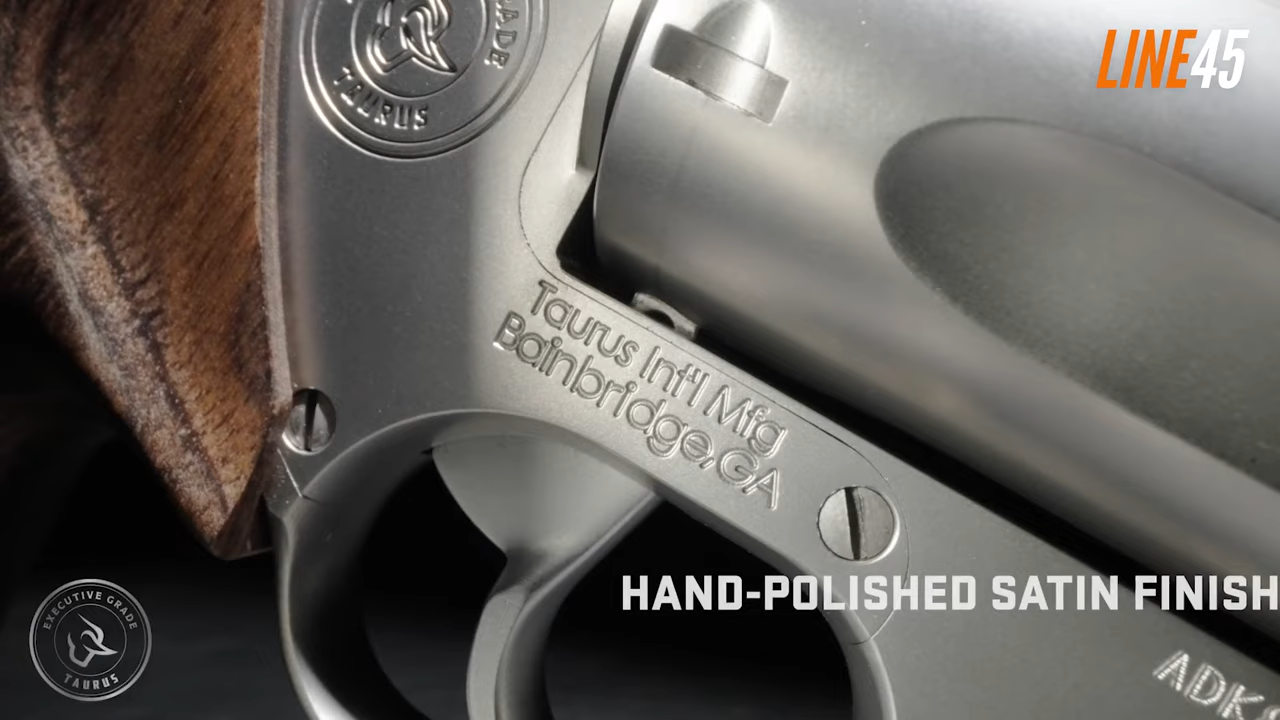 LINE45
TAURUS
Taurus Int'l Mfg
Bainbridge,GA
HAND-POLISHED SATIN FINISH
EXECUTIVE GRADE
TAURUS